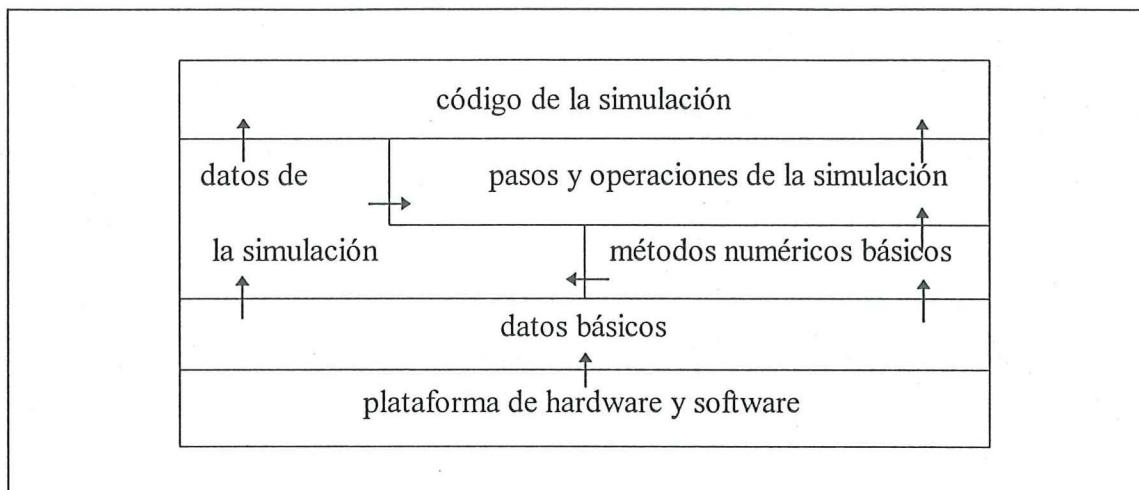 código de la simulación
datos de
pasos y operaciones de la simulación
la simulación
métodos numéricos básicos
datos básicos
plataforma de hardware y software